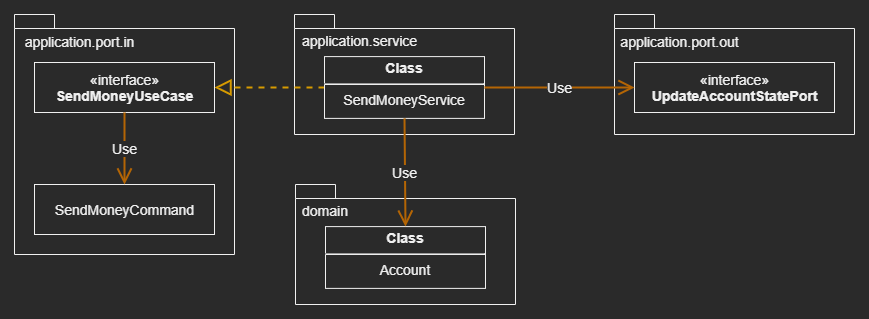 application.port.in
«interface»
SendMoneyUseCase
Use
SendMoneyCommand
application.service
Class
SendMoneyService
Use
Use
application.port.out
«interface»
UpdateAccountStatePort
domain
Class
Account